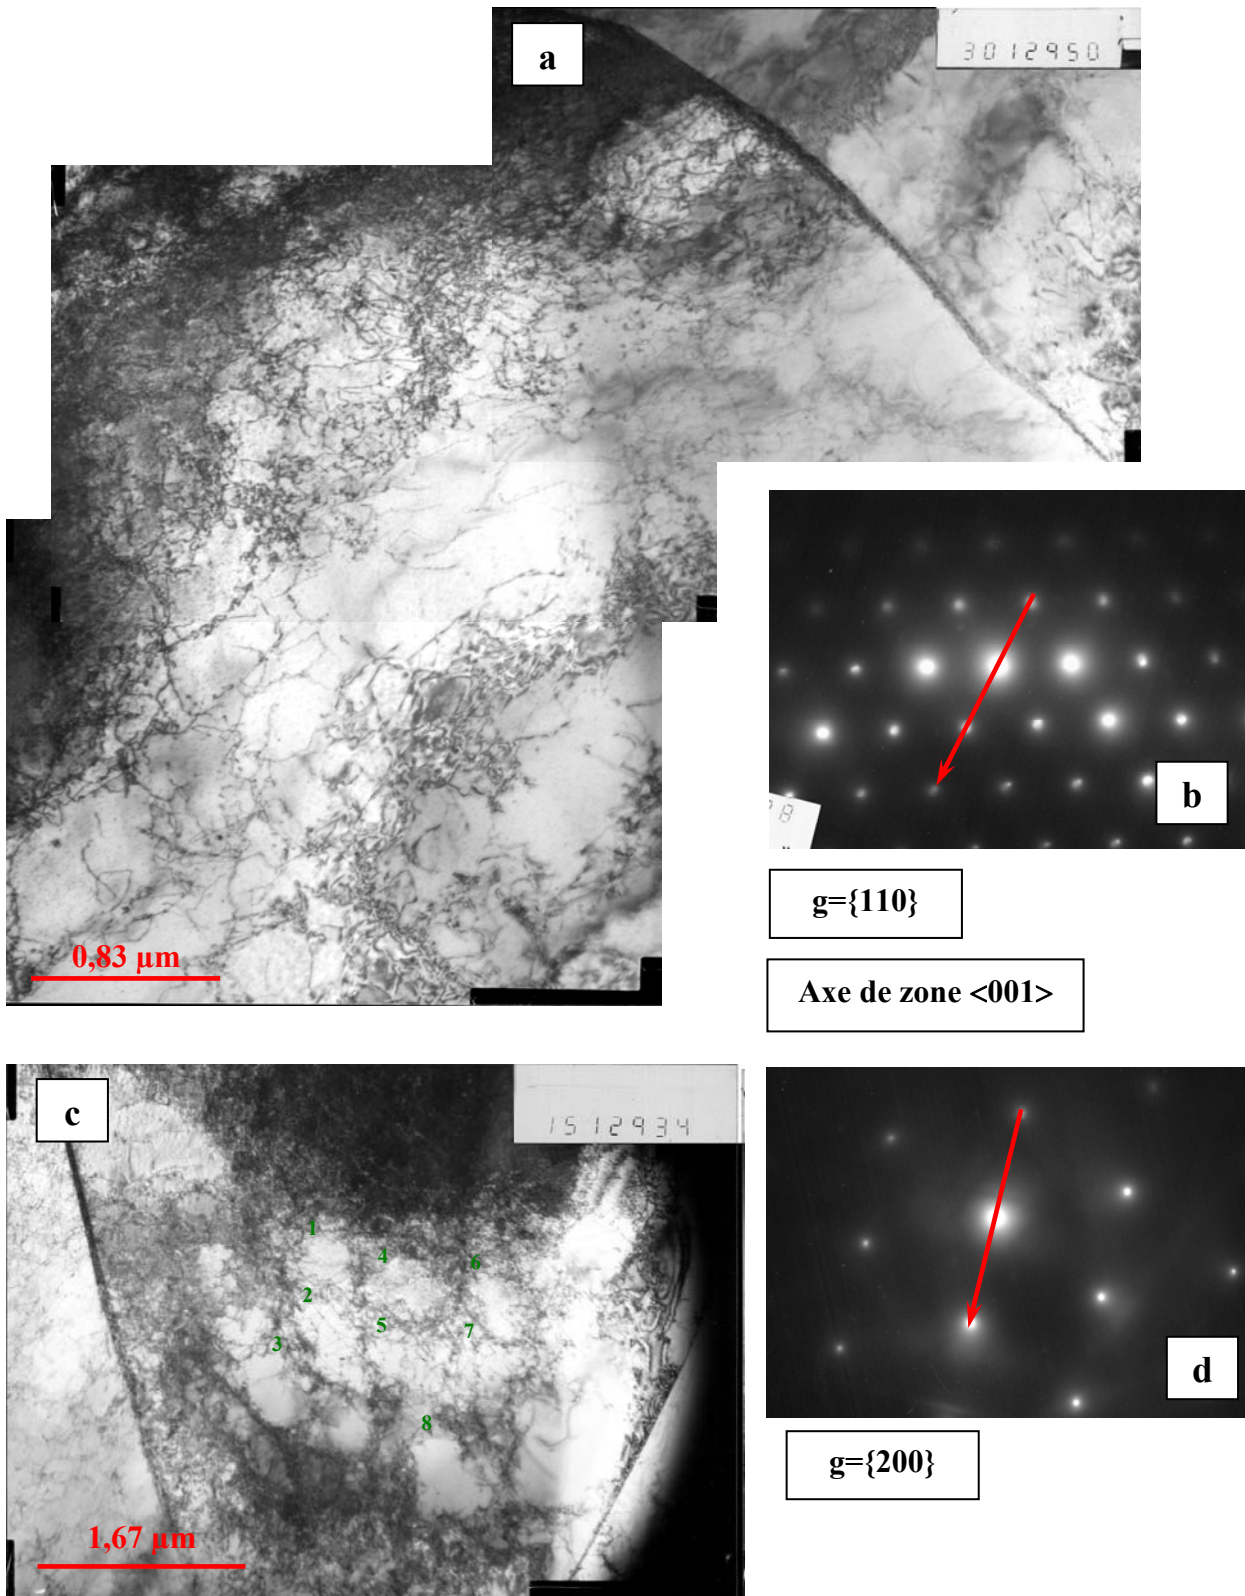 a
3012950
0,83 µm
b
g={110}
Axe de zone <001>
c
1512934
1
4
6
2
5
7
3
8
1,67 µm
d
g={200}